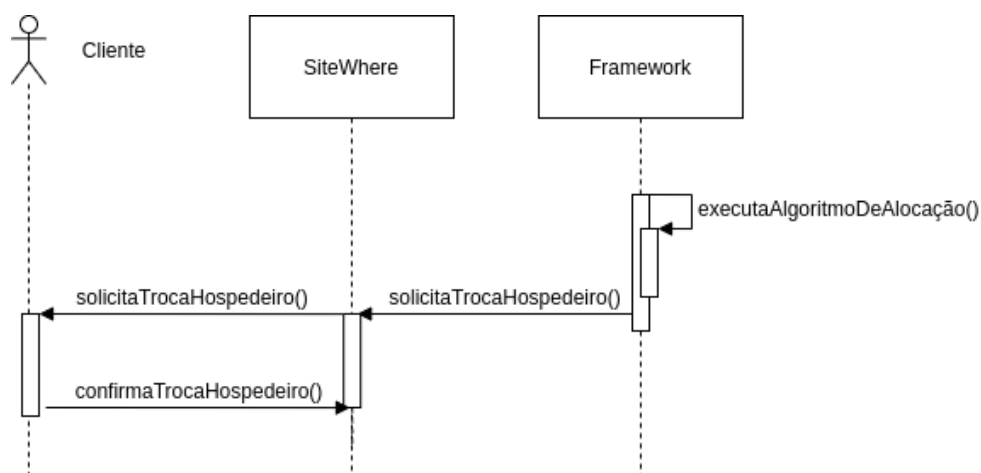 Cliente
SiteWhere
Framework
executaAlgoritmoDeAlocação()
solicitaTrocaHospedeiro()
solicitaTrocaHospedeiro()
confirmaTrocaHospedeiro()